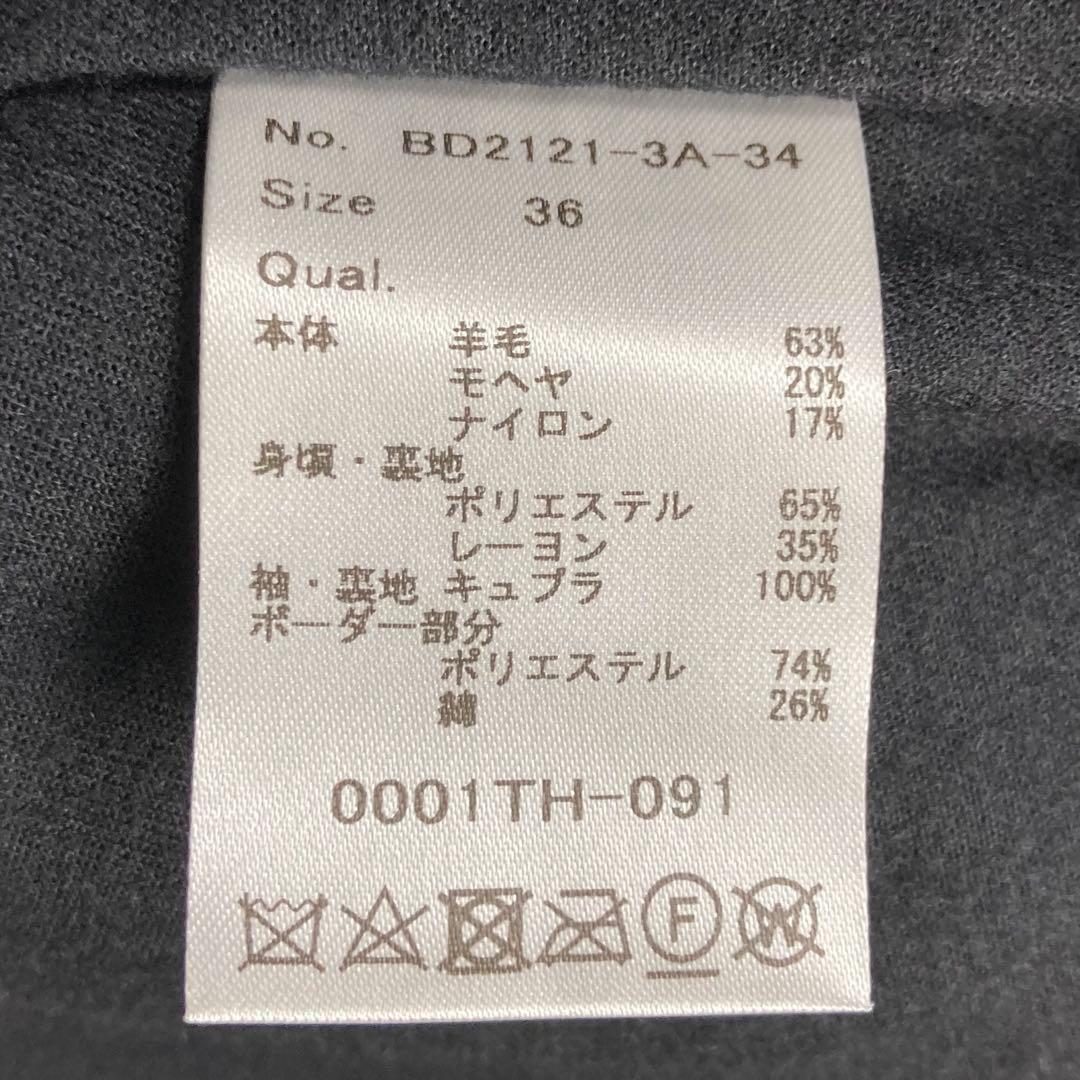 No. BD2121-3A-34
Size 36
Qual.
本体 羊毛 63%
モヘヤ 20%
ナイロン 17%
身頃・裏地
ポリエステル 65%
レーヨン 35%
袖・裏地 キュプラ 100%
ボーダー部分
ポリエステル 74%
綿 26%
0001TH-091
F W